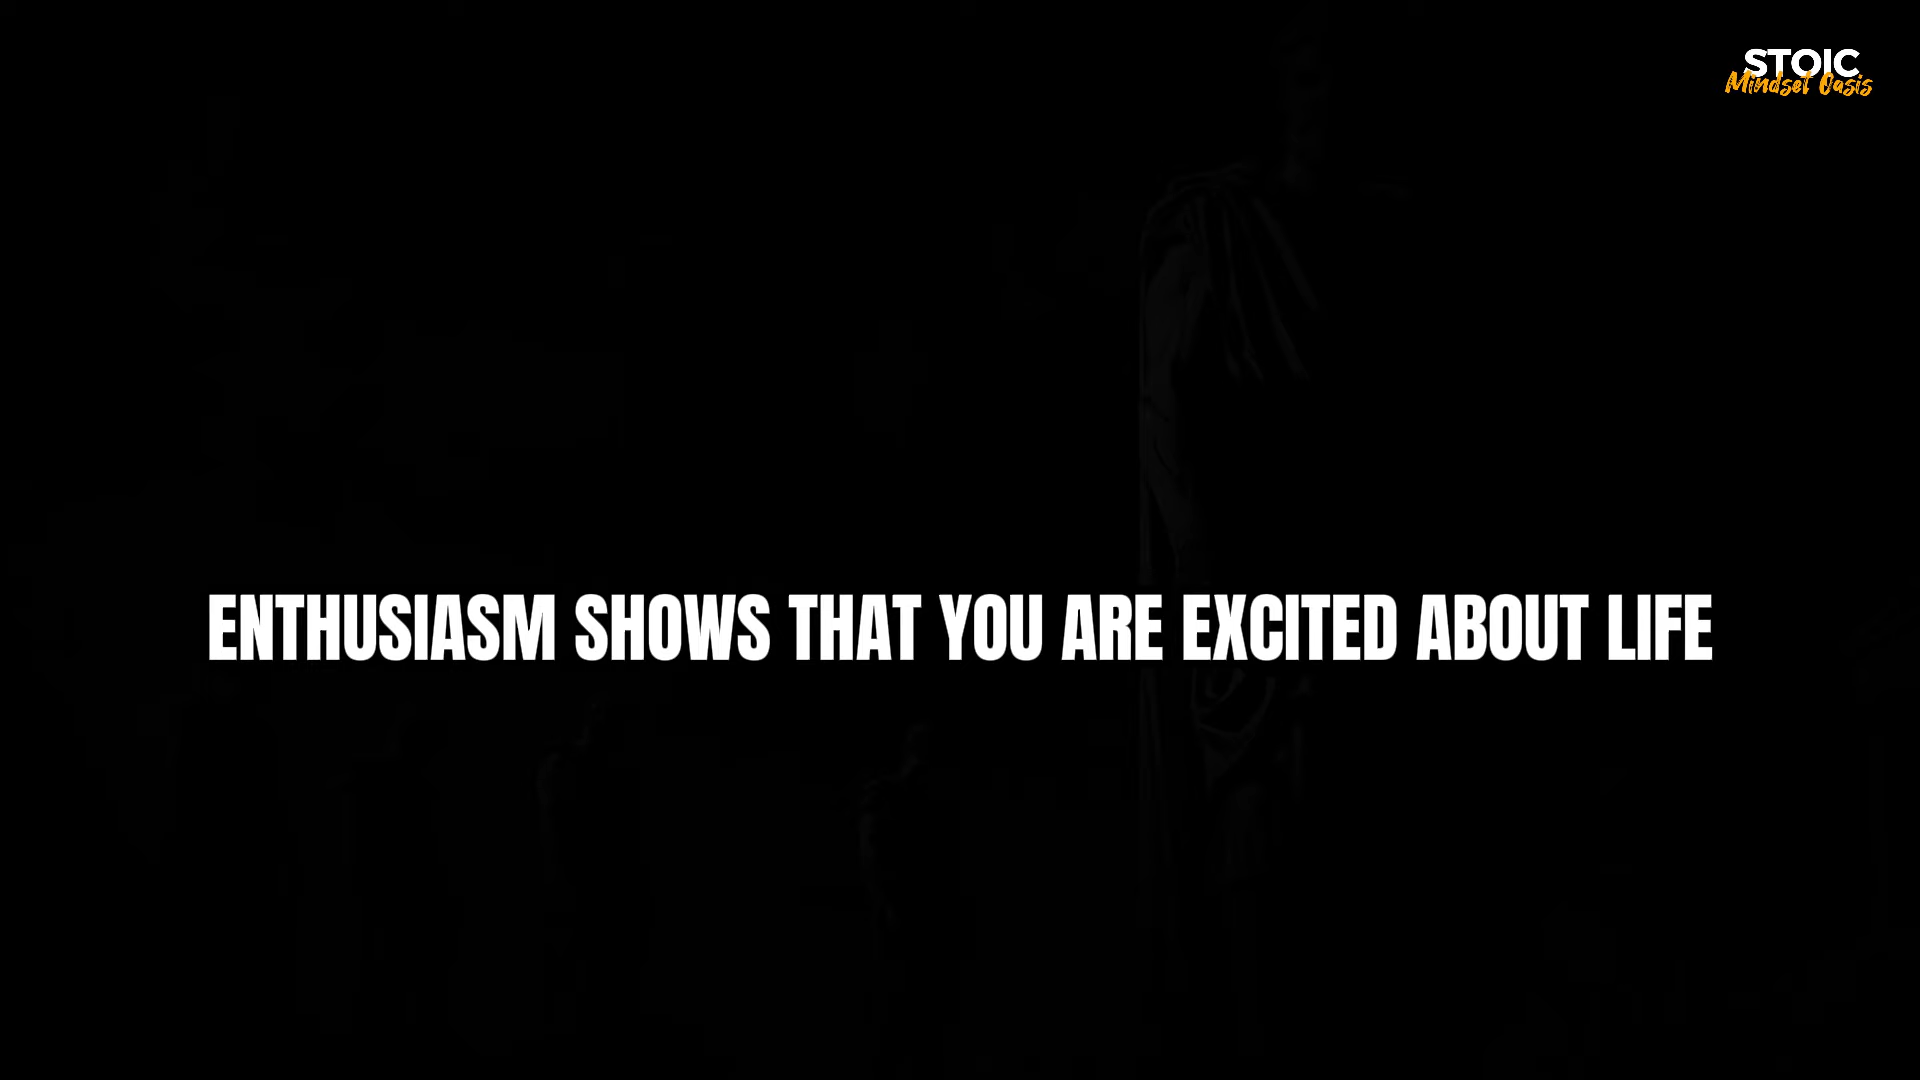 STOIC
Mindset Oasis
ENTHUSIASM SHOWS THAT YOU ARE EXCITED ABOUT LIFE